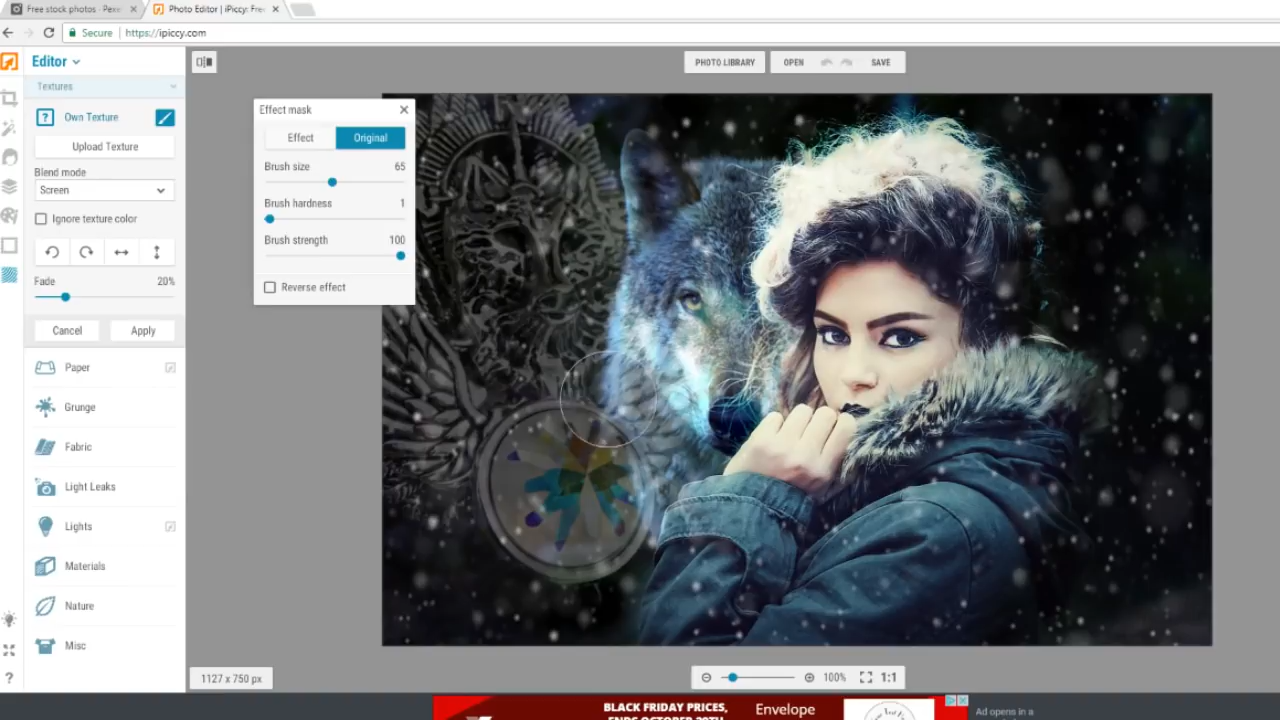 Free stock photos · Pexe
Photo Editor | iPiccy: Free
Secure
https://ipiccy.com
Editor
PHOTO LIBRARY
OPEN
SAVE
Textures
Own Texture
Upload Texture
Blend mode
Screen
Ignore texture color
Fade 20%
Cancel
Apply
Paper
Grunge
Fabric
Light Leaks
Lights
Materials
Nature
Misc
Effect mask
Effect
Original
Brush size 65
Brush hardness 1
Brush strength 100
Reverse effect
1127 x 750 px
100%
1:1
BLACK FRIDAY PRICES,
Envelope
Ad opens in a